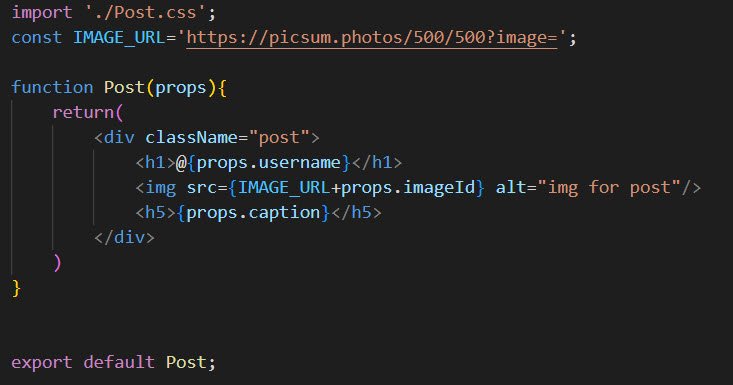 import './Post.css';
const IMAGE_URL='https://picsum.photos/500/500?image=';
function Post(props){
return(
<div className="post">
<h1>@{props.username}</h1>
<img src={IMAGE_URL+props.imageId} alt="img for post"/>
<h5>{props.caption}</h5>
</div>
)
}
export default Post;